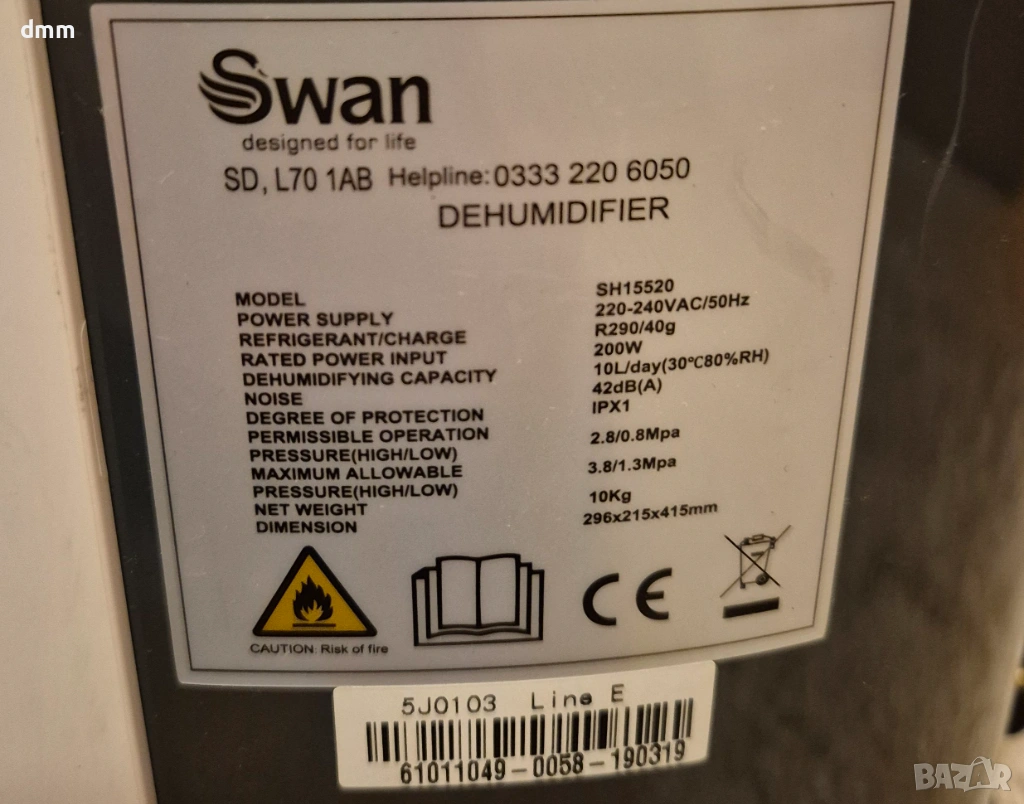 dmm
Swan
designed for life
SD, L70 1AB Helpline: 0333 220 6050
DEHUMIDIFIER
MODEL SH15520
POWER SUPPLY 220-240VAC/50Hz
REFRIGERANT/CHARGE R290/40g
RATED POWER INPUT 200W
DEHUMIDIFYING CAPACITY 10L/day(30℃80%RH)
NOISE 42dB(A)
DEGREE OF PROTECTION IPX1
PERMISSIBLE OPERATION
PRESSURE(HIGH/LOW) 2.8/0.8Mpa
MAXIMUM ALLOWABLE
PRESSURE(HIGH/LOW) 3.8/1.3Mpa
NET WEIGHT 10Kg
DIMENSION 296x215x415mm
CE
CAUTION: Risk of fire
5J0103 Line E
61011049-0058-190319
BAZAR